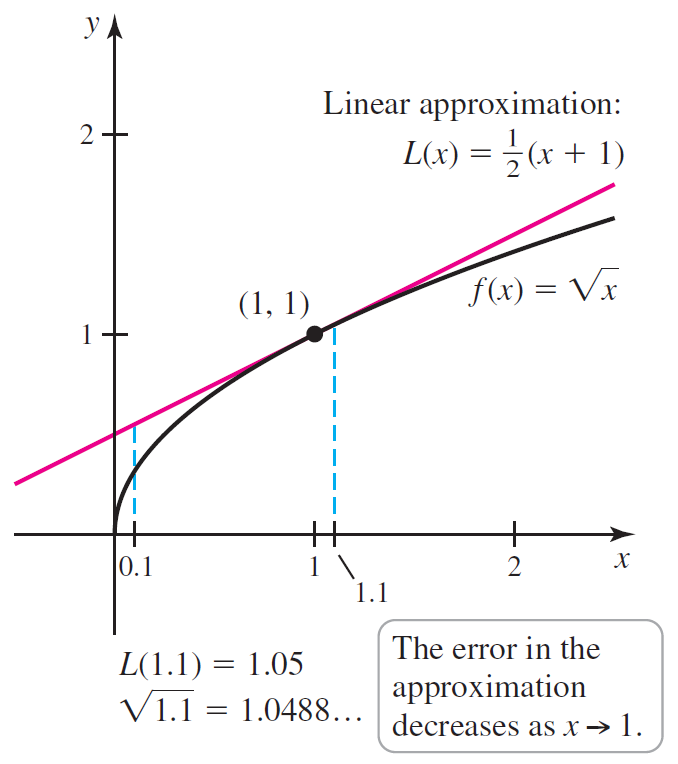 y
Linear approximation:
2
L(x) = 1/2 (x + 1)
f(x) = √x
(1, 1)
1
0.1
1
2
x
1.1
L(1.1) = 1.05
√1.1 = 1.0488...
The error in the
approximation
decreases as x → 1.